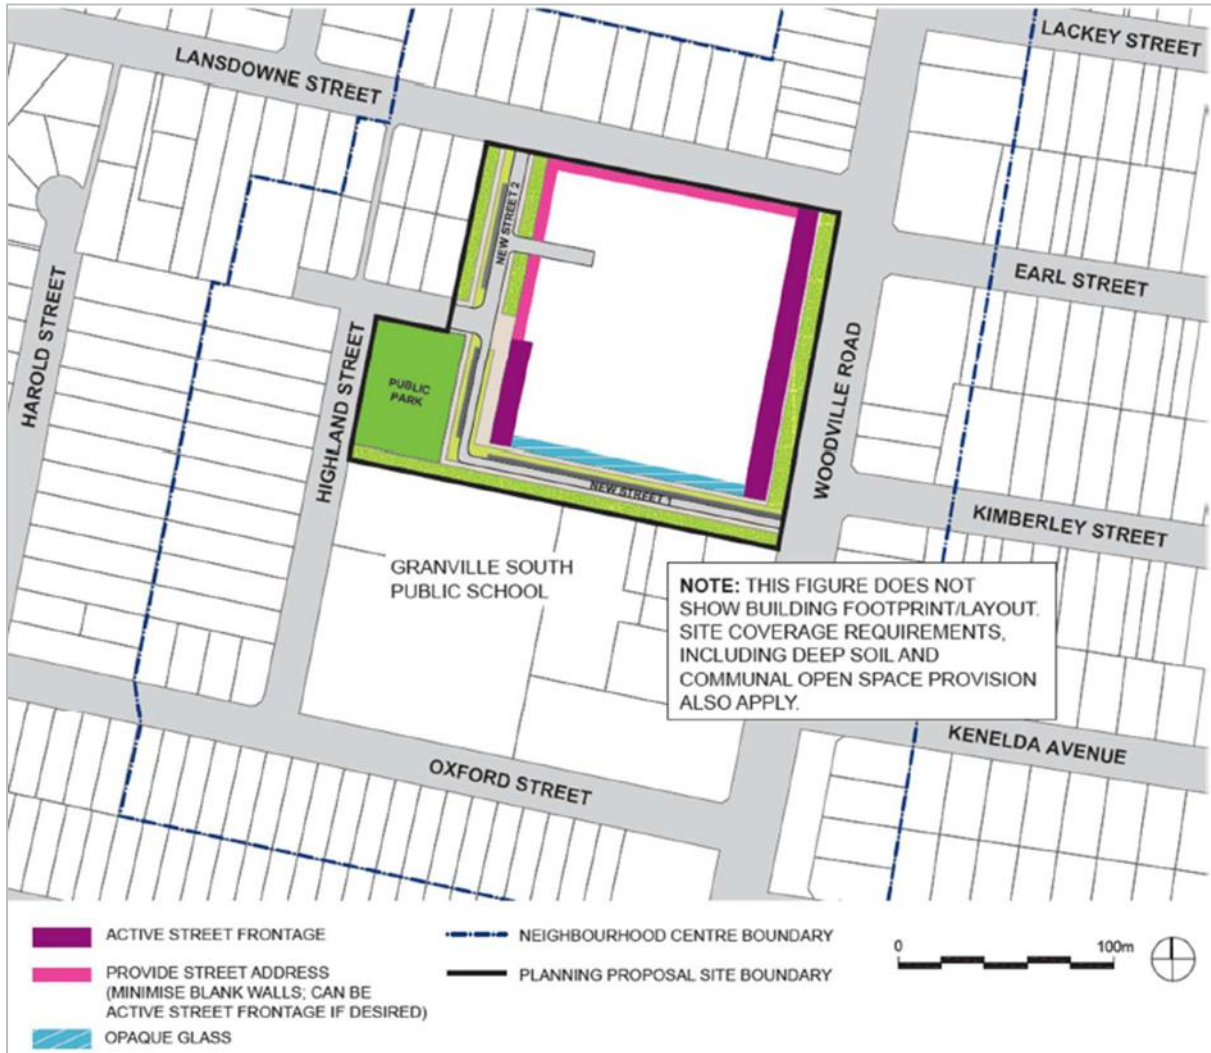 LACKEY STREET
LANSDOWNE STREET
NEW STREET 2
EARL STREET
HAROLD STREET
HIGHLAND STREET
PUBLIC
PARK
WOODVILLE ROAD
NEW STREET 1
KIMBERLEY STREET
GRANVILLE SOUTH
PUBLIC SCHOOL
NOTE: THIS FIGURE DOES NOT
SHOW BUILDING FOOTPRINT/LAYOUT.
SITE COVERAGE REQUIREMENTS,
INCLUDING DEEP SOIL AND
COMMUNAL OPEN SPACE PROVISION
ALSO APPLY.
KENELDA AVENUE
OXFORD STREET
ACTIVE STREET FRONTAGE
PROVIDE STREET ADDRESS
(MINIMISE BLANK WALLS; CAN BE
ACTIVE STREET FRONTAGE IF DESIRED)
OPAQUE GLASS
NEIGHBOURHOOD CENTRE BOUNDARY
PLANNING PROPOSAL SITE BOUNDARY
0 100m